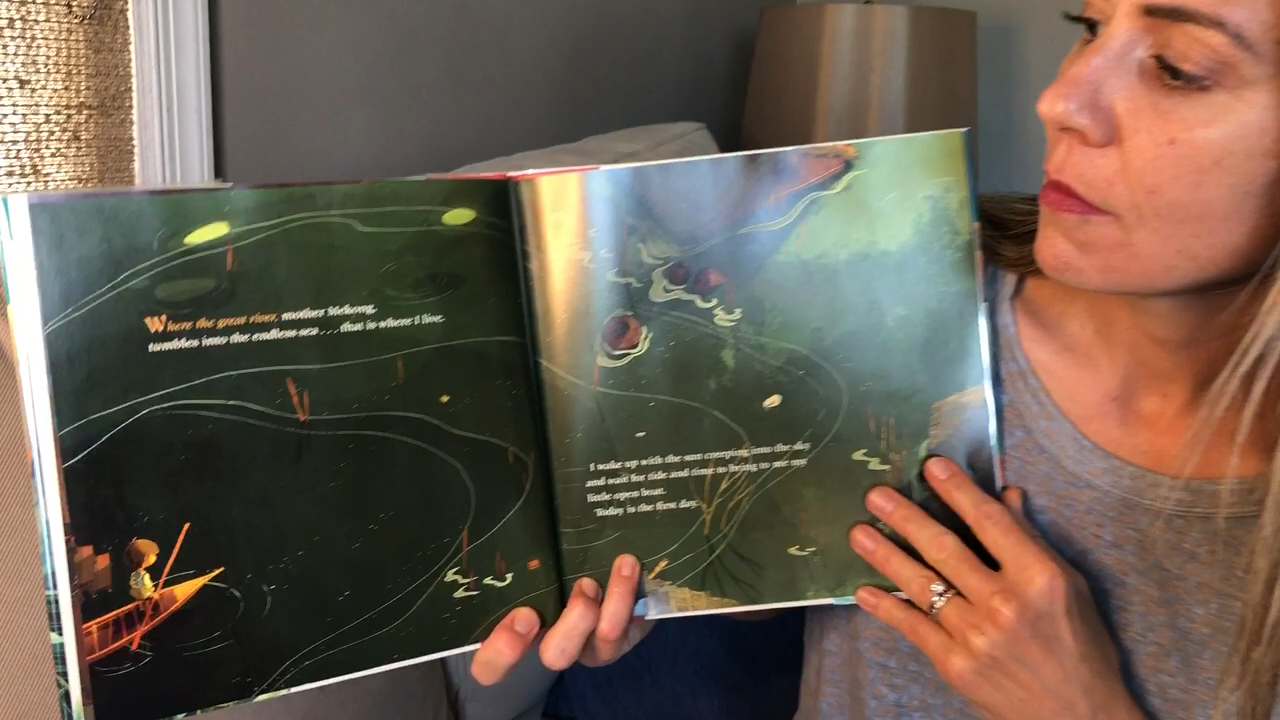 Where the great river, mother Mekong,
tumbles into the endless sea . . . that is where I live.
I wake up with the sun creeping into the sky
and wait for tide and time to bring to me my
little open boat.
Today is the first day.